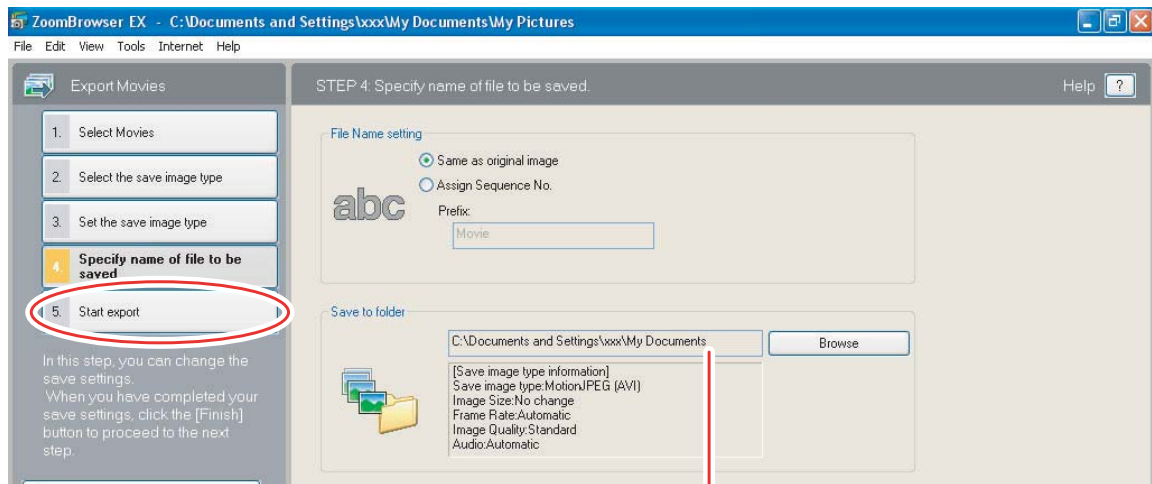 ZoomBrowser EX - C:\Documents and Settings\xxx\My Documents\My Pictures
File Edit View Tools Internet Help
Export Movies
STEP 4: Specify name of file to be saved.
Help ?
1. Select Movies
2. Select the save image type
3. Set the save image type
4. Specify name of file to be
saved
5. Start export
In this step, you can change the
save settings.
When you have completed your
save settings, click the [Finish]
button to proceed to the next
step.
File Name setting
Same as original image
Assign Sequence No.
abc
Prefix:
Movie
Save to folder
C:\Documents and Settings\xxx\My Documents
Browse
[Save image type information]
Save image type:MotionJPEG (AVI)
Image Size:No change
Frame Rate:Automatic
Image Quality:Standard
Audio:Automatic